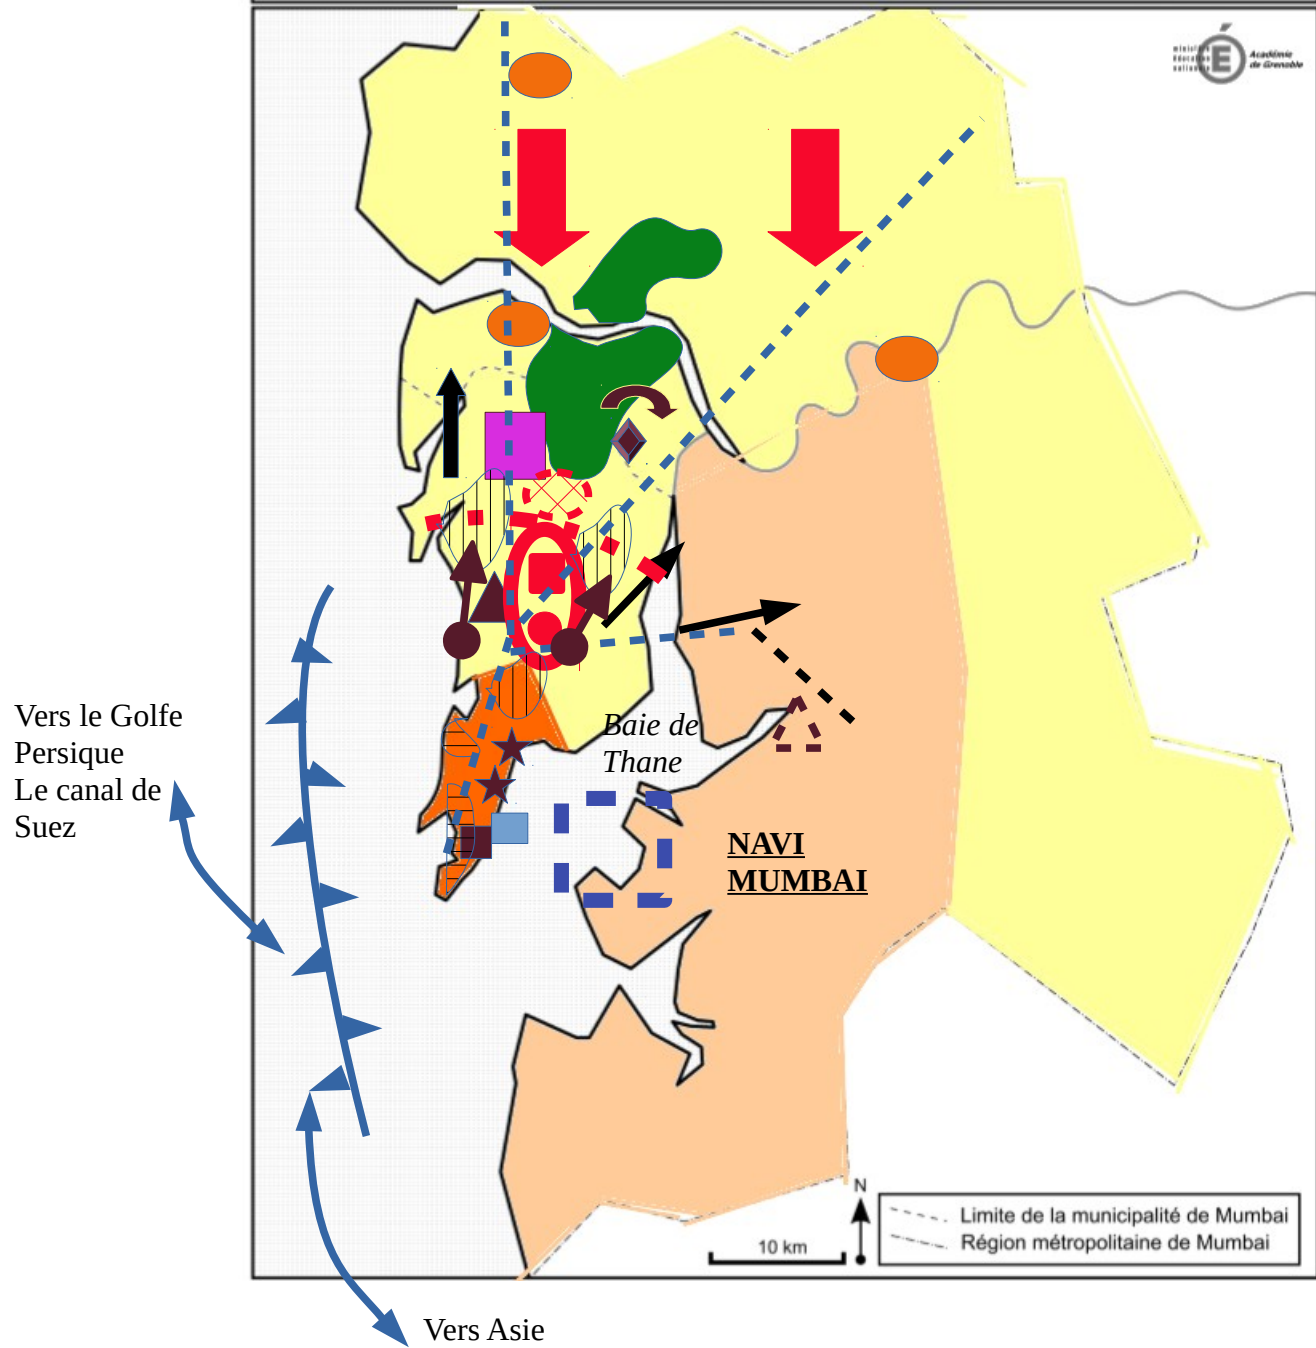 Académie
de Grenoble
Vers le Golfe
Persique
Le canal de
Suez
Baie de
Thane
NAVI
MUMBAI
N
10 km
Limite de la municipalité de Mumbai
Région métropolitaine de Mumbai
Vers Asie